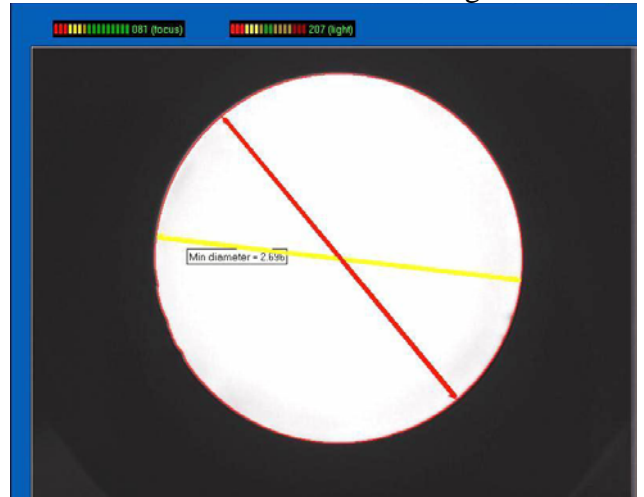 081 (focus)
207 (light)
Min diameter = 2.696